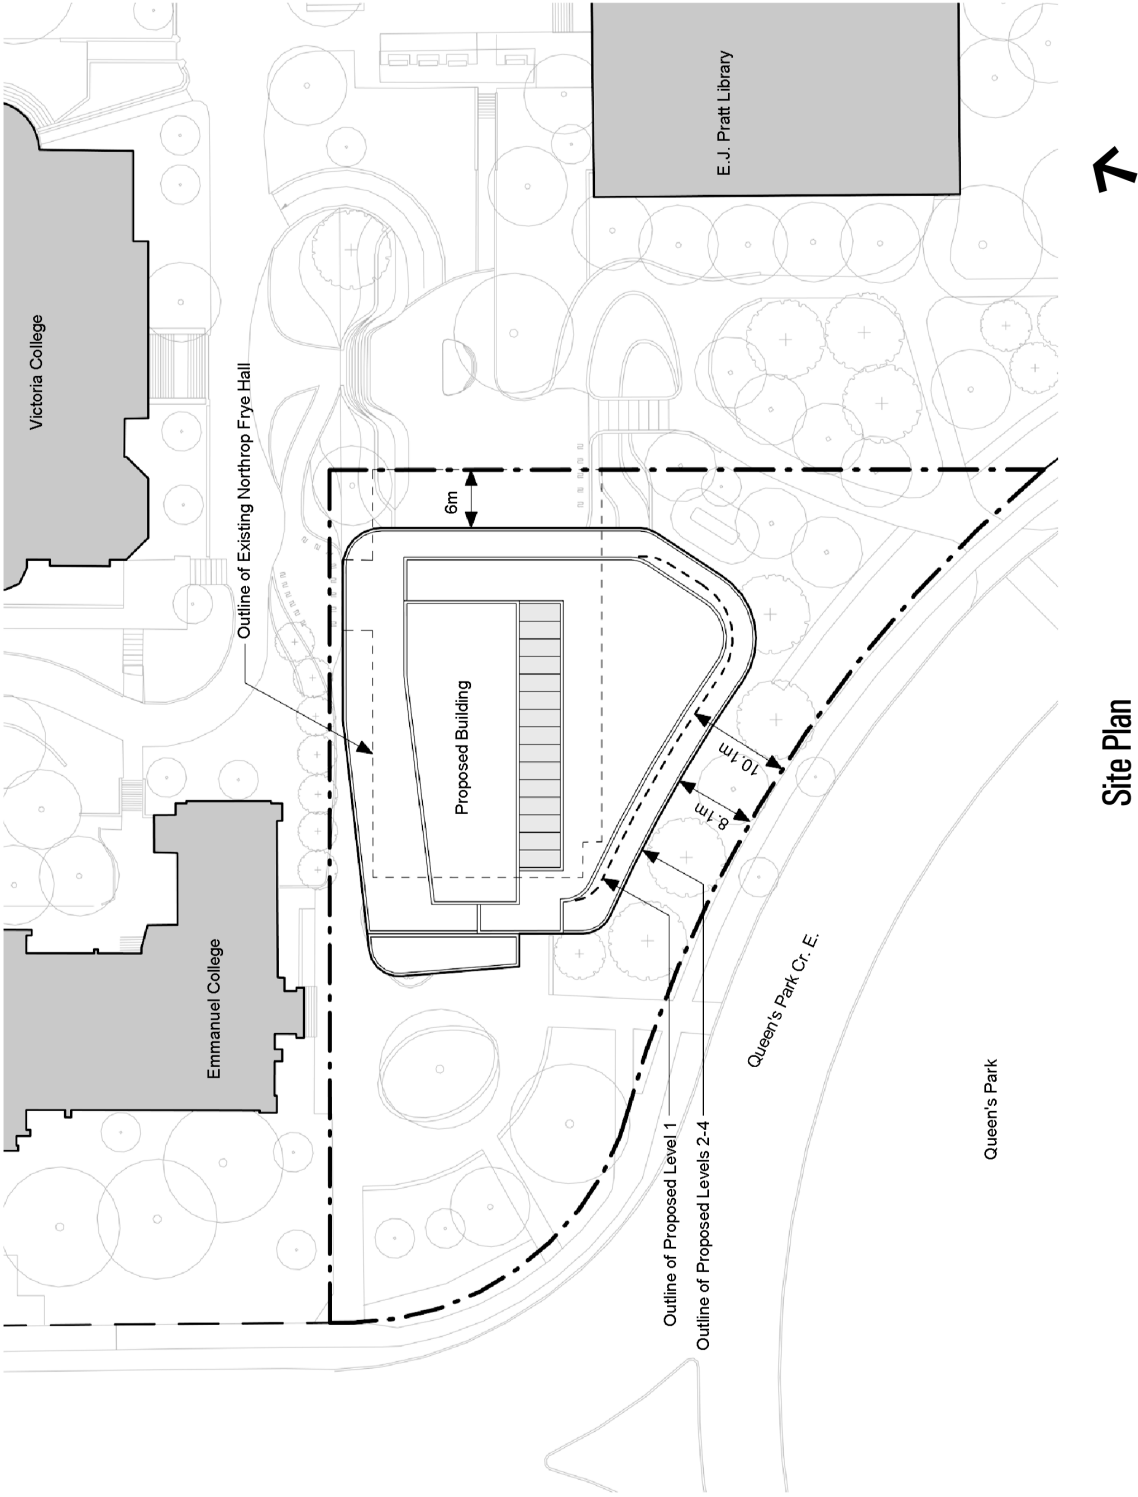 Victoria College
Emmanuel College
Outline of Existing Northrop Frye Hall
6m
Proposed Building
E.J. Pratt Library
10.1m
8.1m
Outline of Proposed Level 1
Outline of Proposed Levels 2-4
Queen's Park Cr. E.
Queen's Park
Site Plan